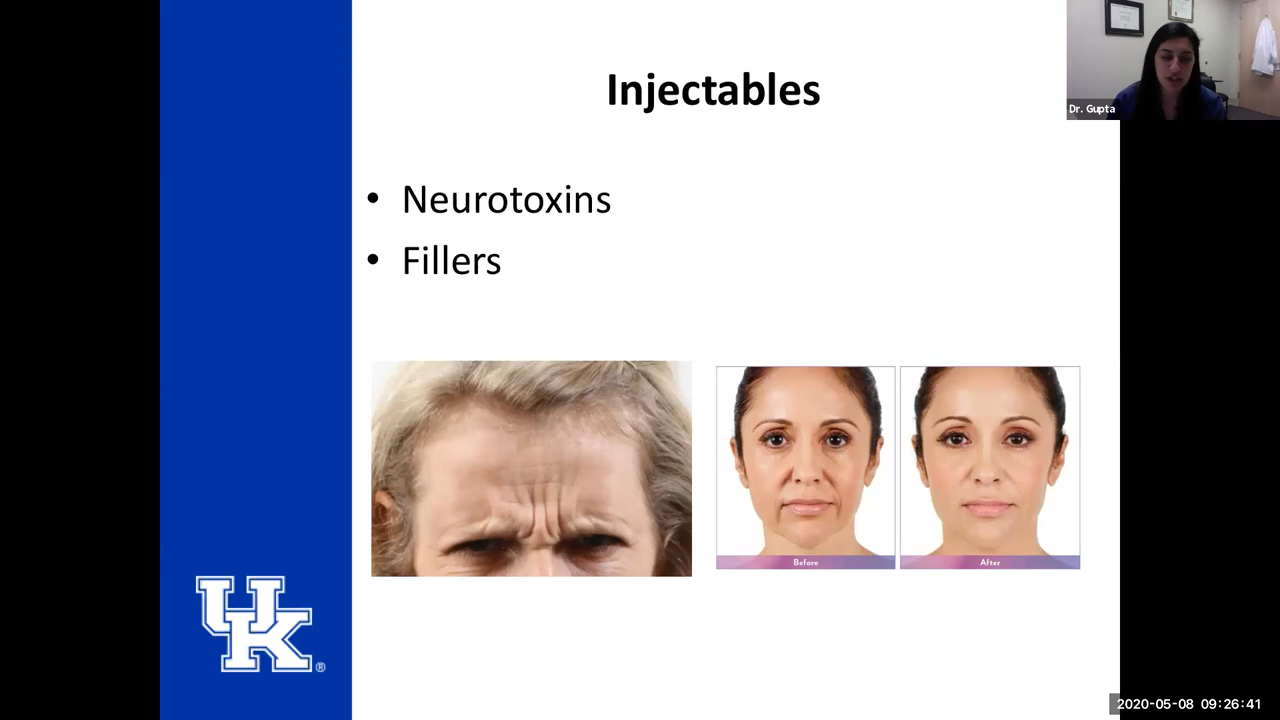 Injectables
Dr. Gupta
• Neurotoxins
• Fillers
Before
After
UK®
2020-05-08 09:26:41